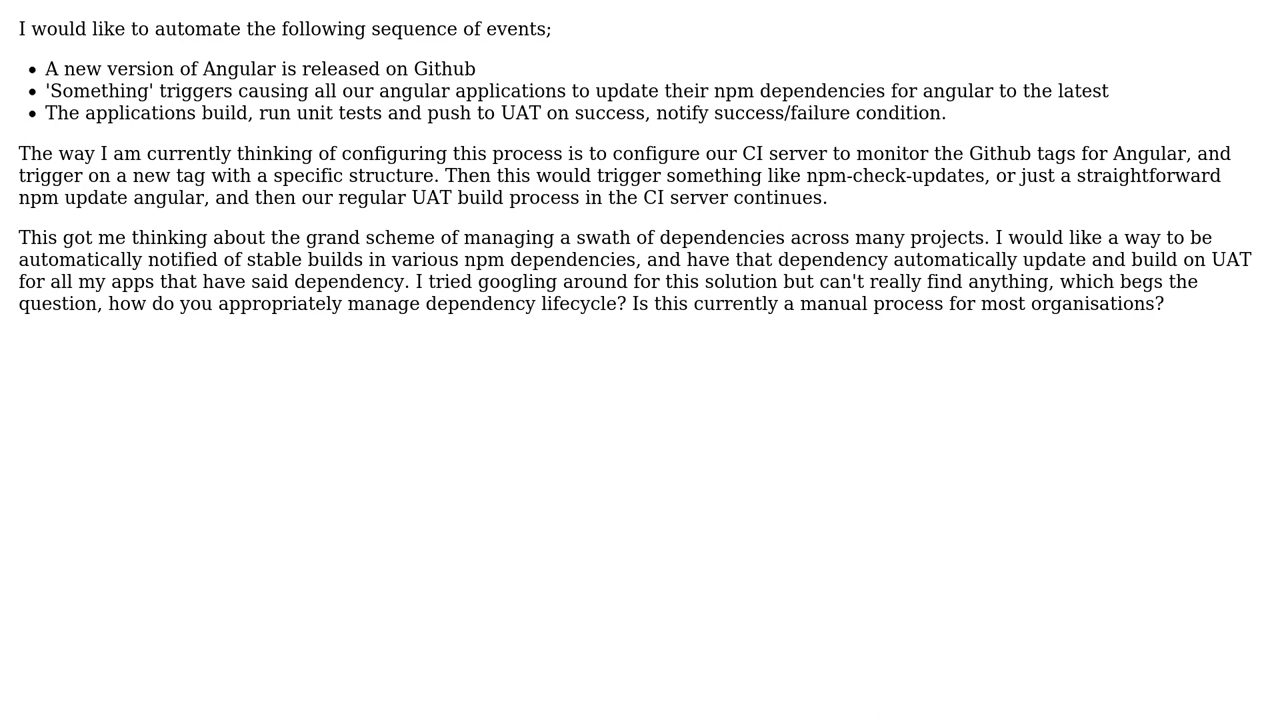 I would like to automate the following sequence of events;
• A new version of Angular is released on Github
• 'Something' triggers causing all our angular applications to update their npm dependencies for angular to the latest
• The applications build, run unit tests and push to UAT on success, notify success/failure condition.
The way I am currently thinking of configuring this process is to configure our CI server to monitor the Github tags for Angular, and
trigger on a new tag with a specific structure. Then this would trigger something like npm-check-updates, or just a straightforward
npm update angular, and then our regular UAT build process in the CI server continues.
This got me thinking about the grand scheme of managing a swath of dependencies across many projects. I would like a way to be
automatically notified of stable builds in various npm dependencies, and have that dependency automatically update and build on UAT
for all my apps that have said dependency. I tried googling around for this solution but can't really find anything, which begs the
question, how do you appropriately manage dependency lifecycle? Is this currently a manual process for most organisations?